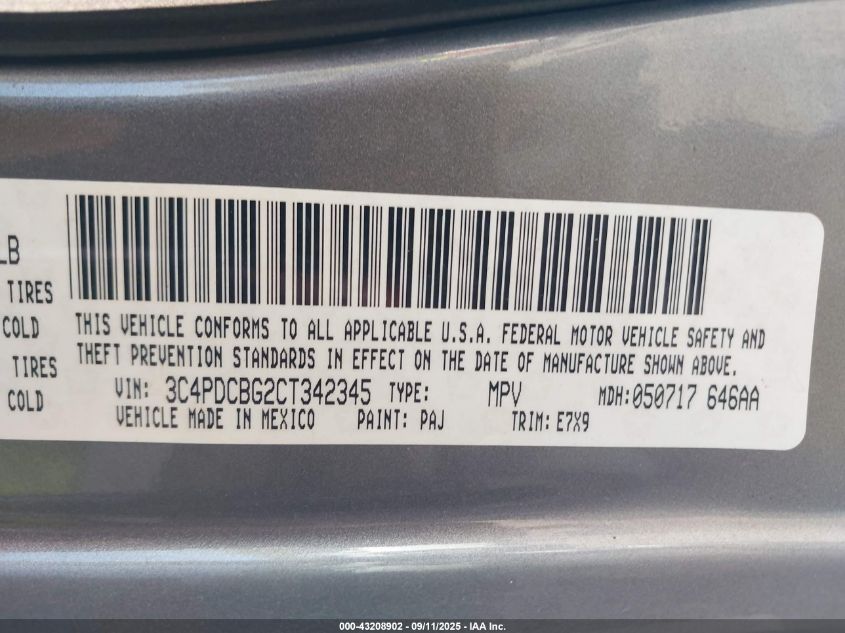 LB
TIRES
COLD
TIRES
COLD
THIS VEHICLE CONFORMS TO ALL APPLICABLE U.S.A. FEDERAL MOTOR VEHICLE SAFETY AND
THEFT PREVENTION STANDARDS IN EFFECT ON THE DATE OF MANUFACTURE SHOWN ABOVE.
VIN: 3C4PDCBG2CT342345 TYPE: MPV MDH:050717 646AA
VEHICLE MADE IN MEXICO PAINT: PAJ TRIM: E7X9
000-43208902 - 09/11/2025 - IAA Inc.